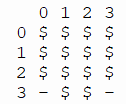 0 1 2 3
0 $ $ $ $
1 $ $ $ $
2 $ $ $ $
3 - $ $ -